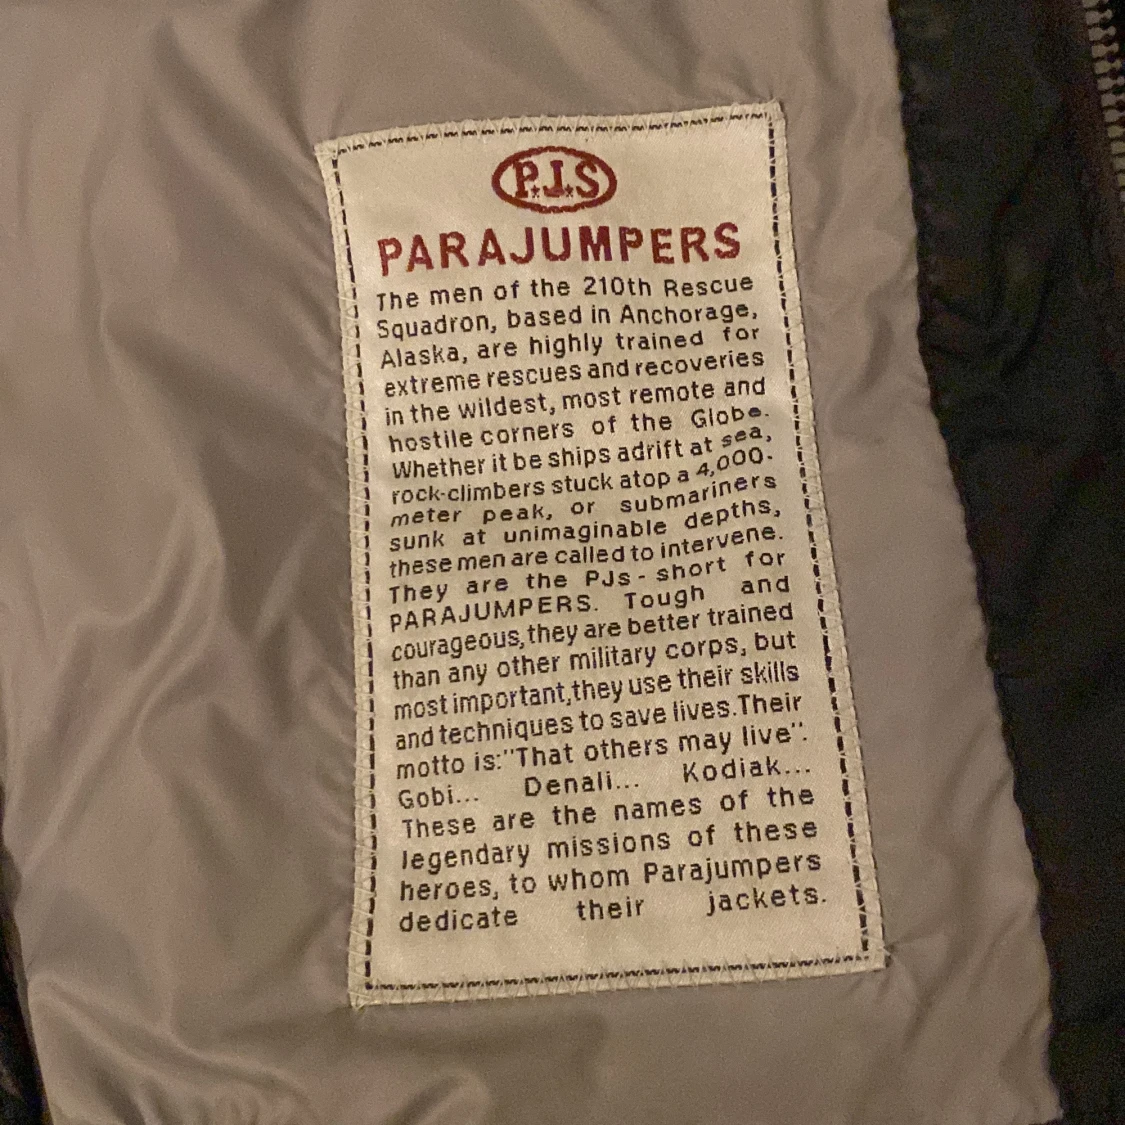 P.J.S
PARAJUMPERS
The men of the 210th Rescue
Squadron, based in Anchorage,
Alaska, are highly trained for
extreme rescues and recoveries
in the wildest, most remote and
hostile corners of the Globe.
Whether it be ships adrift at sea,
rock-climbers stuck atop a 4,000-
meter peak, or submariners
sunk at unimaginable depths,
these men are called to intervene.
They are the PJs - short for
PARAJUMPERS. Tough and
courageous, they are better trained
than any other military corps, but
most important,they use their skills
and techniques to save lives.Their
motto is:"That others may live".
Gobi... Denali... Kodiak...
These are the names of the
legendary missions of these
heroes, to whom Parajumpers
dedicate their jackets.